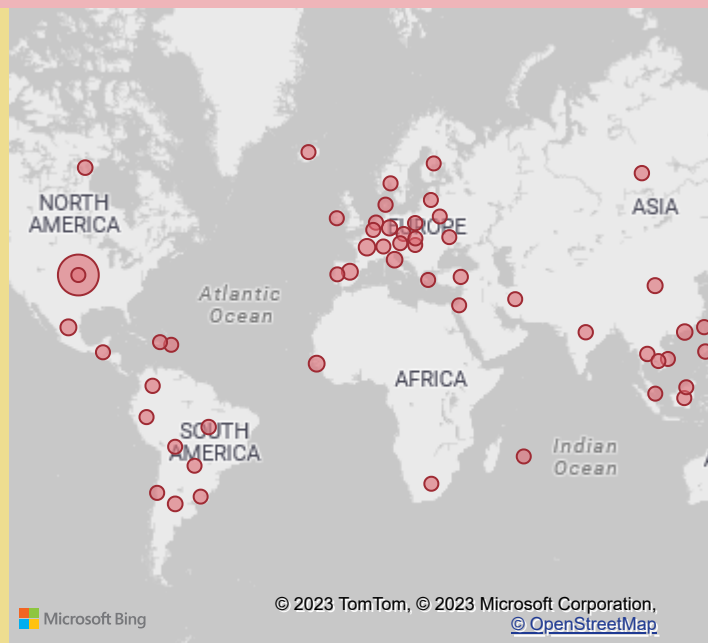 NORTH
AMERICA
EUROPE
ASIA
Atlantic
Ocean
AFRICA
SOUTH
AMERICA
Indian
Ocean
A
© 2023 TomTom, © 2023 Microsoft Corporation,
Microsoft Bing
© OpenStreetMap